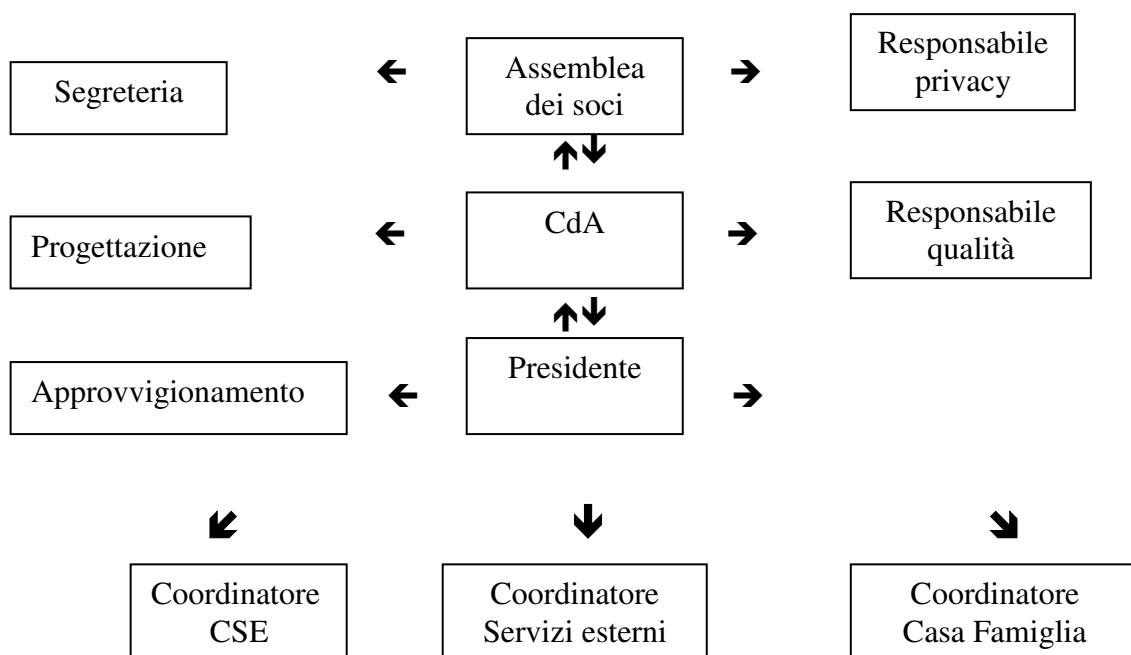 Segreteria
Assemblea
dei soci
Responsabile
privacy
Progettazione
CdA
Responsabile
qualità
Approvvigionamento
Presidente
Coordinatore
CSE
Coordinatore
Servizi esterni
Coordinatore
Casa Famiglia